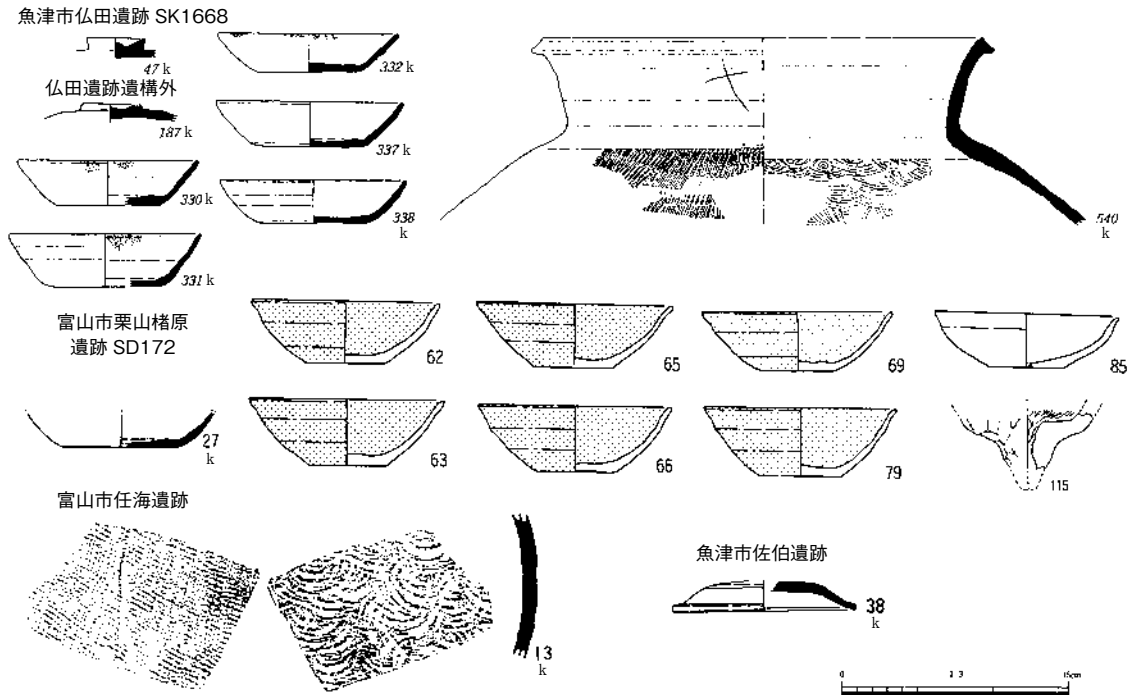 魚津市仏田遺跡 SK1668
47 k
332 k
仏田遺跡遺構外
187 k
337 k
330 k
338
k
331 k
540
k
富山市栗山楮原
遺跡 SD172
62
65
69
85
27
k
63
66
79
115
富山市任海遺跡
13
k
魚津市佐伯遺跡
38
k
0
15cm